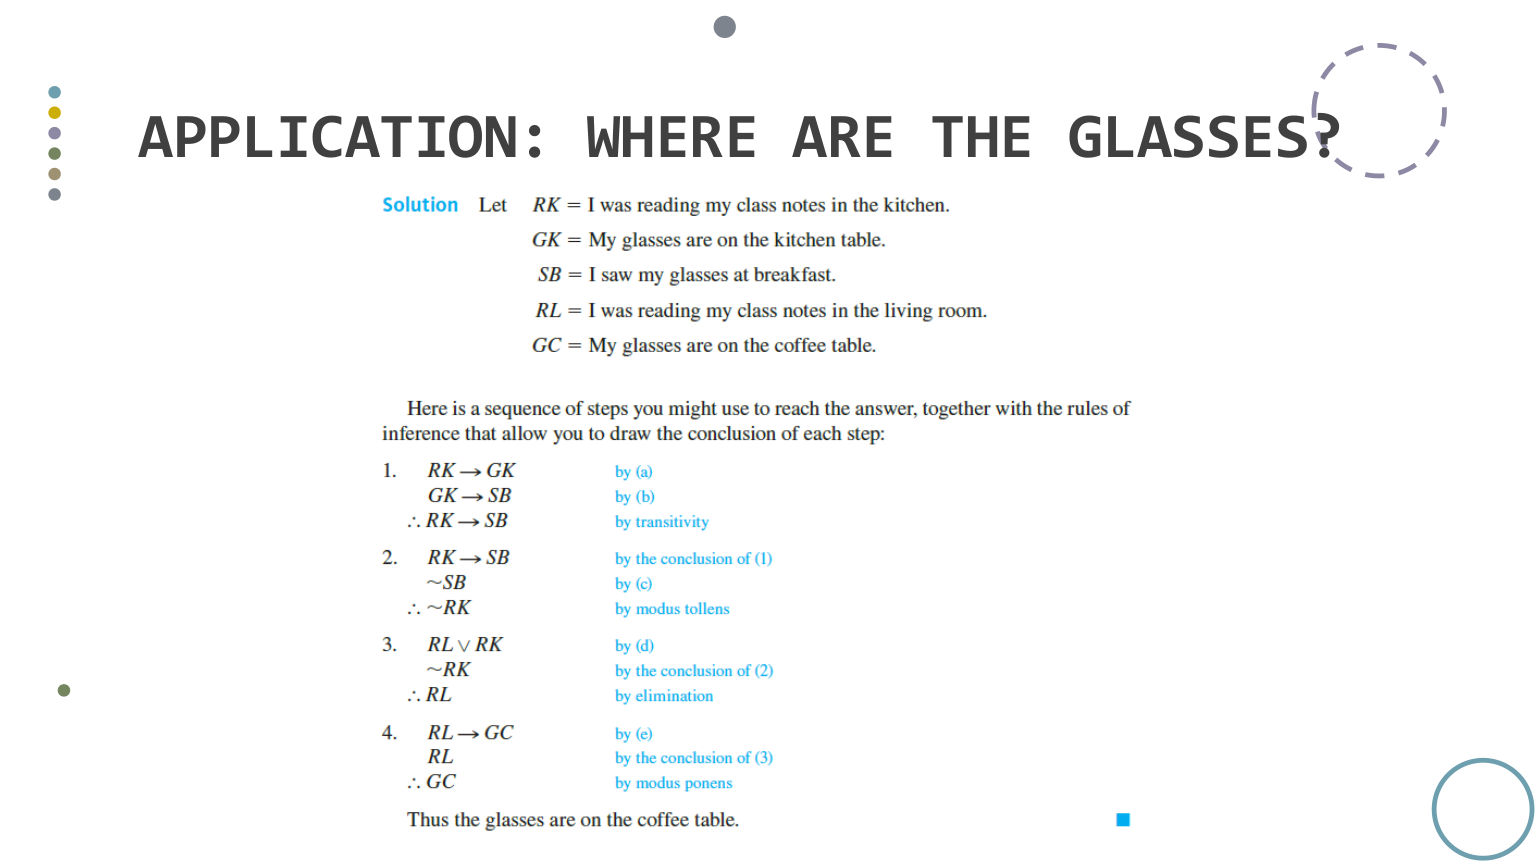 APPLICATION: WHERE ARE THE GLASSES?
Solution Let RK = I was reading my class notes in the kitchen.
GK = My glasses are on the kitchen table.
SB = I saw my glasses at breakfast.
RL = I was reading my class notes in the living room.
GC = My glasses are on the coffee table.
Here is a sequence of steps you might use to reach the answer, together with the rules of
inference that allow you to draw the conclusion of each step:
1. RK → GK by (a)
GK → SB by (b)
∴ RK → SB by transitivity
2. RK → SB by the conclusion of (1)
~SB by (c)
∴ ~RK by modus tollens
3. RL ∨ RK by (d)
~RK by the conclusion of (2)
∴ RL by elimination
4. RL → GC by (e)
RL by the conclusion of (3)
∴ GC by modus ponens
Thus the glasses are on the coffee table.